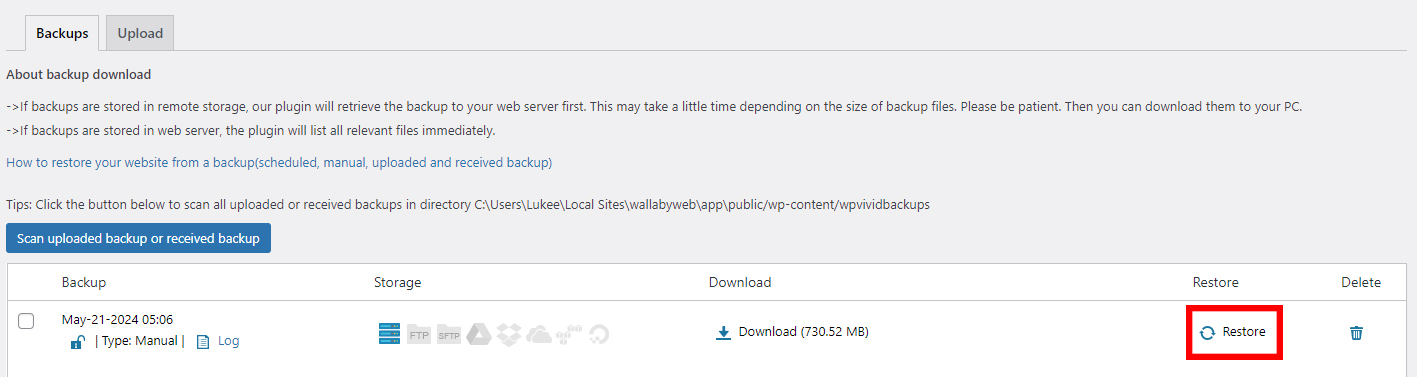 Backups Upload
About backup download
->If backups are stored in remote storage, our plugin will retrieve the backup to your web server first. This may take a little time depending on the size of backup files. Please be patient. Then you can download them to your PC.
->If backups are stored in web server, the plugin will list all relevant files immediately.
How to restore your website from a backup(scheduled, manual, uploaded and received backup)
Tips: Click the button below to scan all uploaded or received backups in directory C:\Users\Lukee\Local Sites\wallabyweb\app\public/wp-content/wpvividbackups
Scan uploaded backup or received backup
Backup Storage Download Restore Delete
May-21-2024 05:06
FTP SFTP Download (730.52 MB) Restore
| Type: Manual | Log